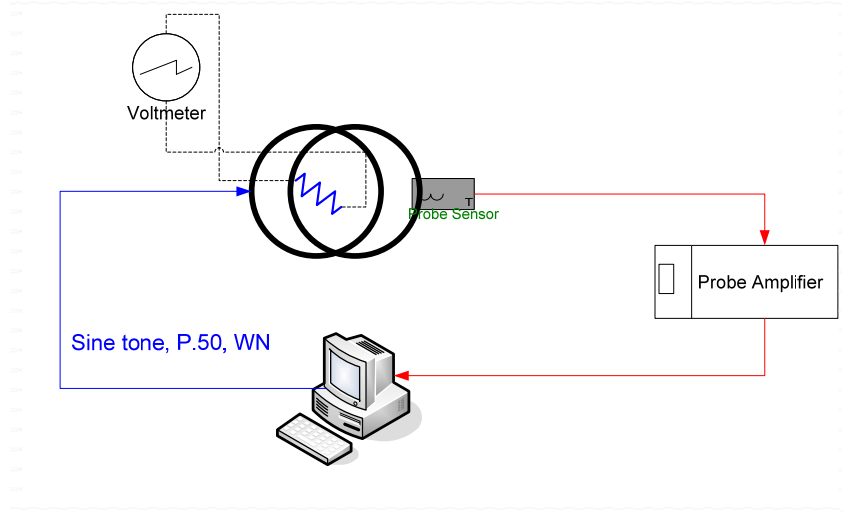 Voltmeter
Probe Sensor
T
Probe Amplifier
Sine tone, P.50, WN